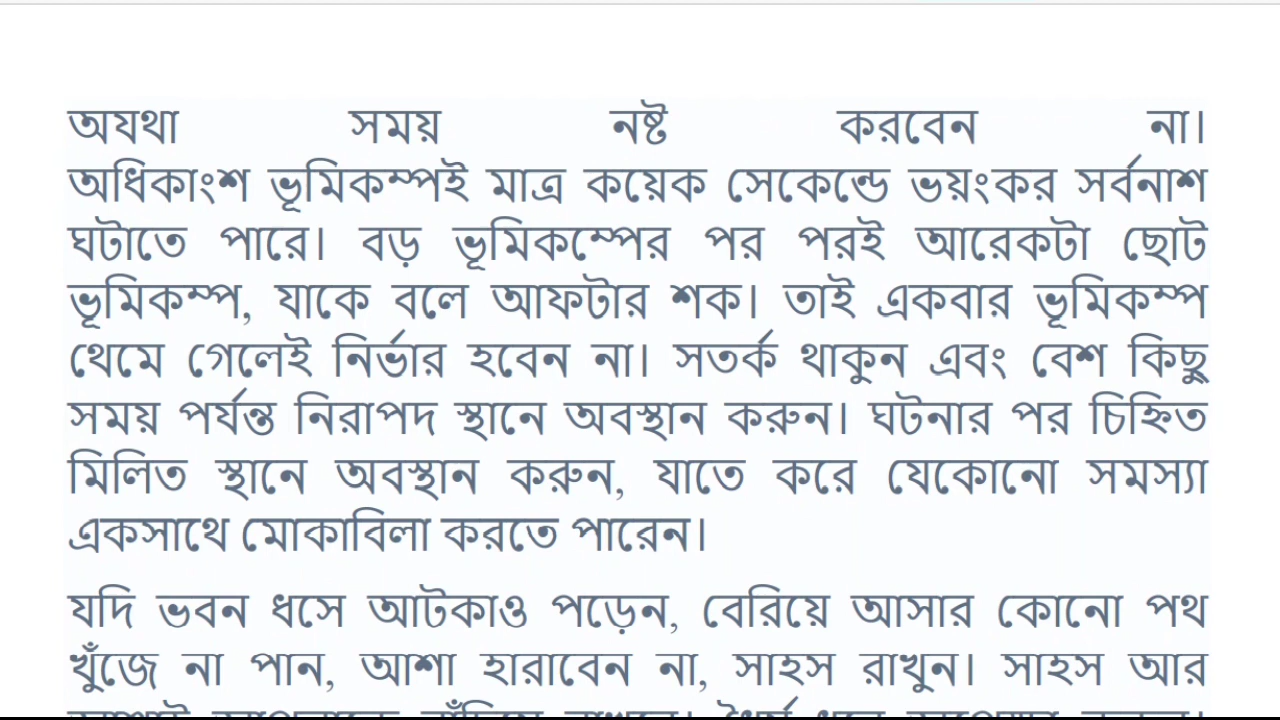 অযথা সময় নষ্ট করবেন না।
অধিকাংশ ভূমিকম্পই মাত্র কয়েক সেকেন্ডে ভয়ংকর সর্বনাশ
ঘটাতে পারে। বড় ভূমিকম্পের পর পরই আরেকটা ছোট
ভূমিকম্প, যাকে বলে আফটার শক। তাই একবার ভূমিকম্প
থেমে গেলেই নির্ভার হবেন না। সতর্ক থাকুন এবং বেশ কিছু
সময় পর্যন্ত নিরাপদ স্থানে অবস্থান করুন। ঘটনার পর চিহ্নিত
মিলিত স্থানে অবস্থান করুন, যাতে করে যেকোনো সমস্যা
একসাথে মোকাবিলা করতে পারেন।
যদি ভবন ধসে আটকাও পড়েন, বেরিয়ে আসার কোনো পথ
খুঁজে না পান, আশা হারাবেন না, সাহস রাখুন। সাহস আর